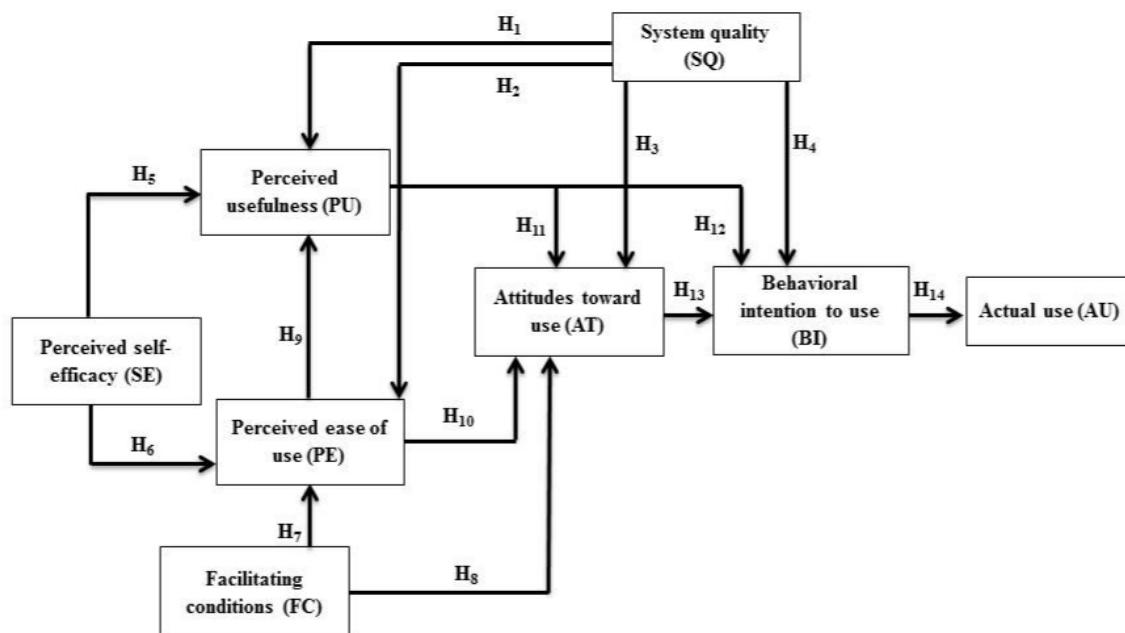 H1
System quality
(SQ)
H2
H3
H4
H5
Perceived
usefulness (PU)
H11
H12
Attitudes toward
use (AT)
H13
Behavioral
intention to use
(BI)
H14
Actual use (AU)
H9
Perceived self-
efficacy (SE)
H6
Perceived ease of
use (PE)
H10
H7
Facilitating
conditions (FC)
H8